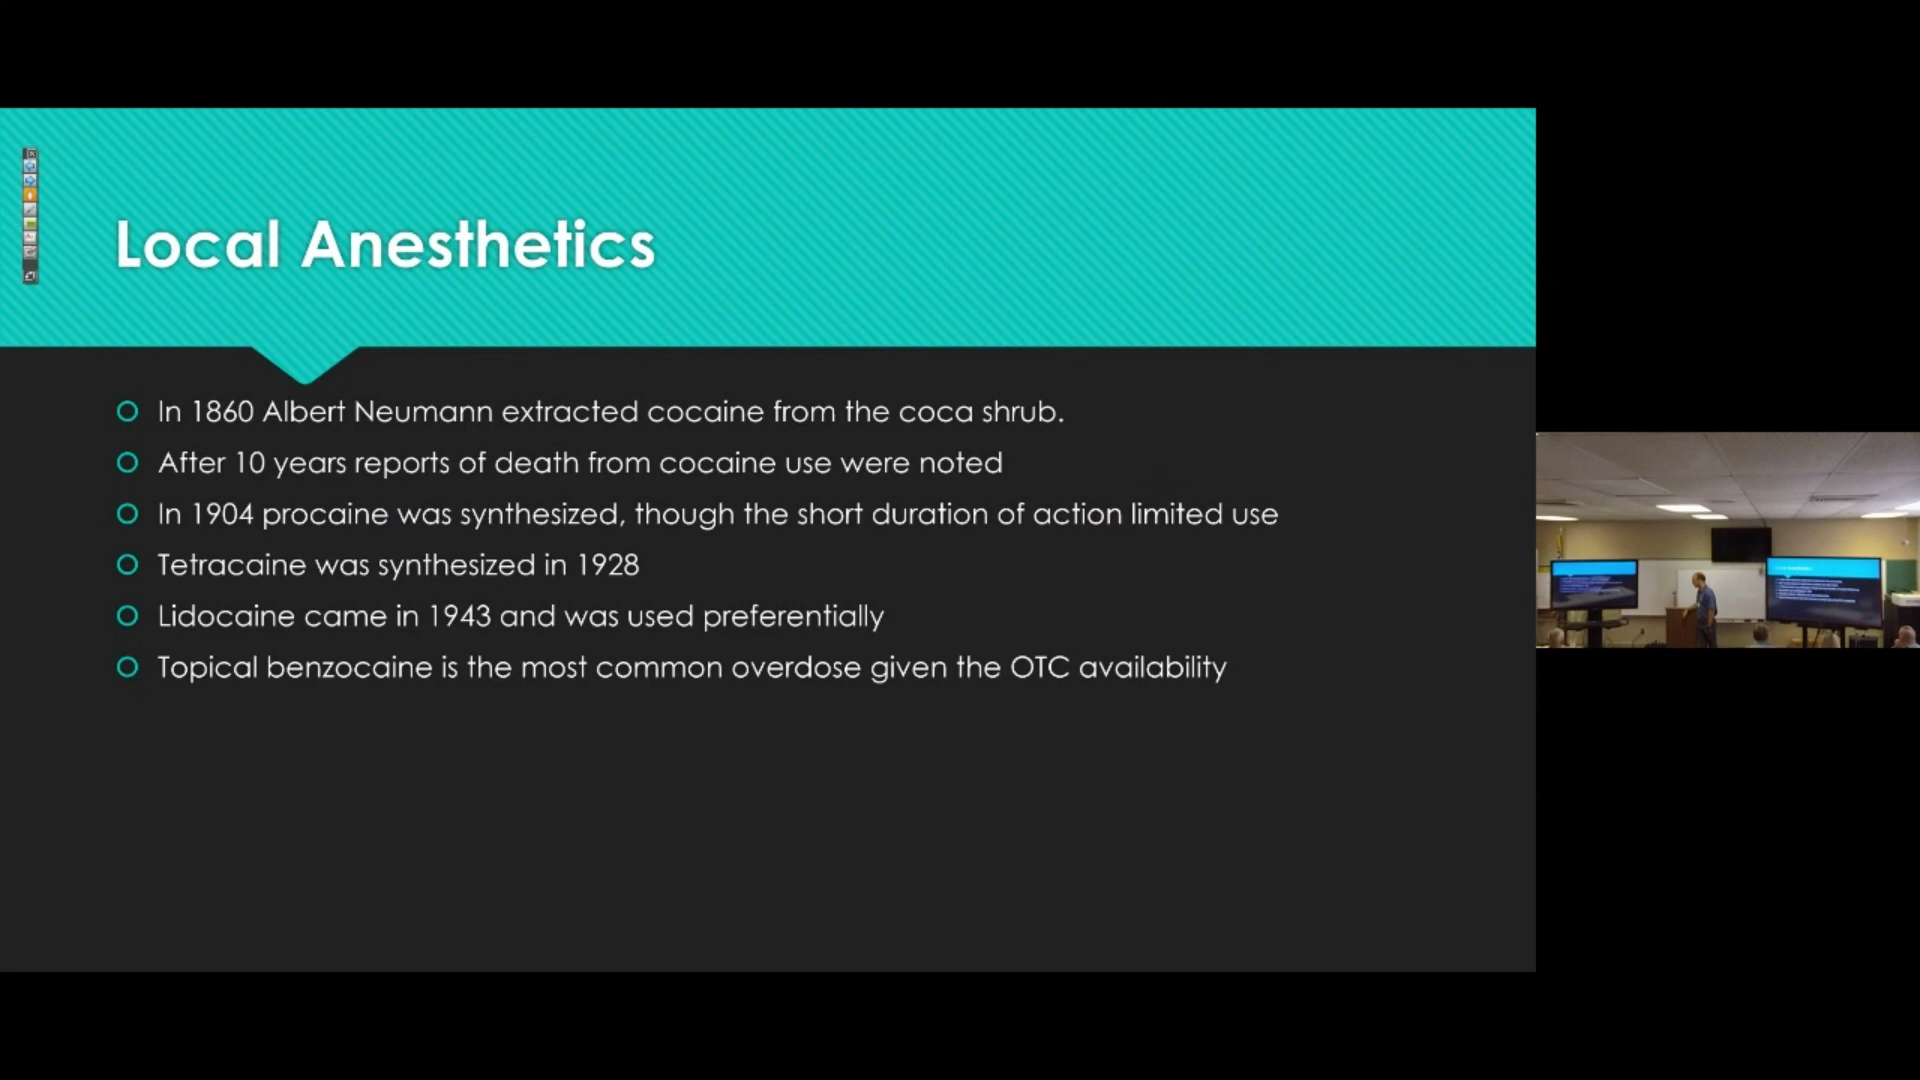 Local Anesthetics
In 1860 Albert Neumann extracted cocaine from the coca shrub.
After 10 years reports of death from cocaine use were noted
In 1904 procaine was synthesized, though the short duration of action limited use
Tetracaine was synthesized in 1928
Lidocaine came in 1943 and was used preferentially
Topical benzocaine is the most common overdose given the OTC availability